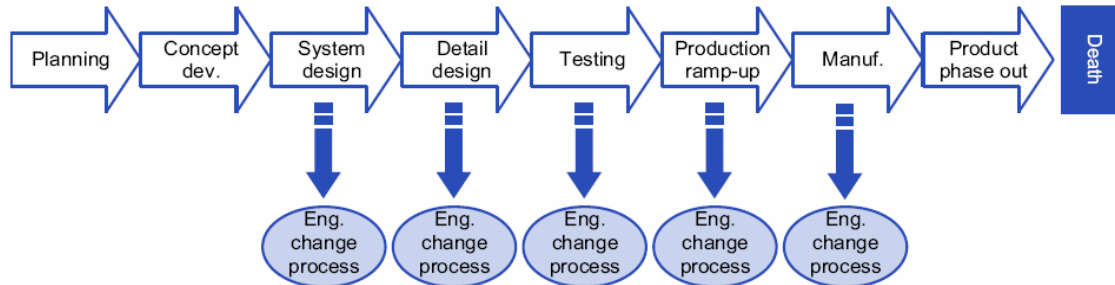 Planning
Concept
dev.
System
design
Detail
design
Testing
Production
ramp-up
Manuf.
Product
phase out
Death
Eng.
change
process
Eng.
change
process
Eng.
change
process
Eng.
change
process
Eng.
change
process